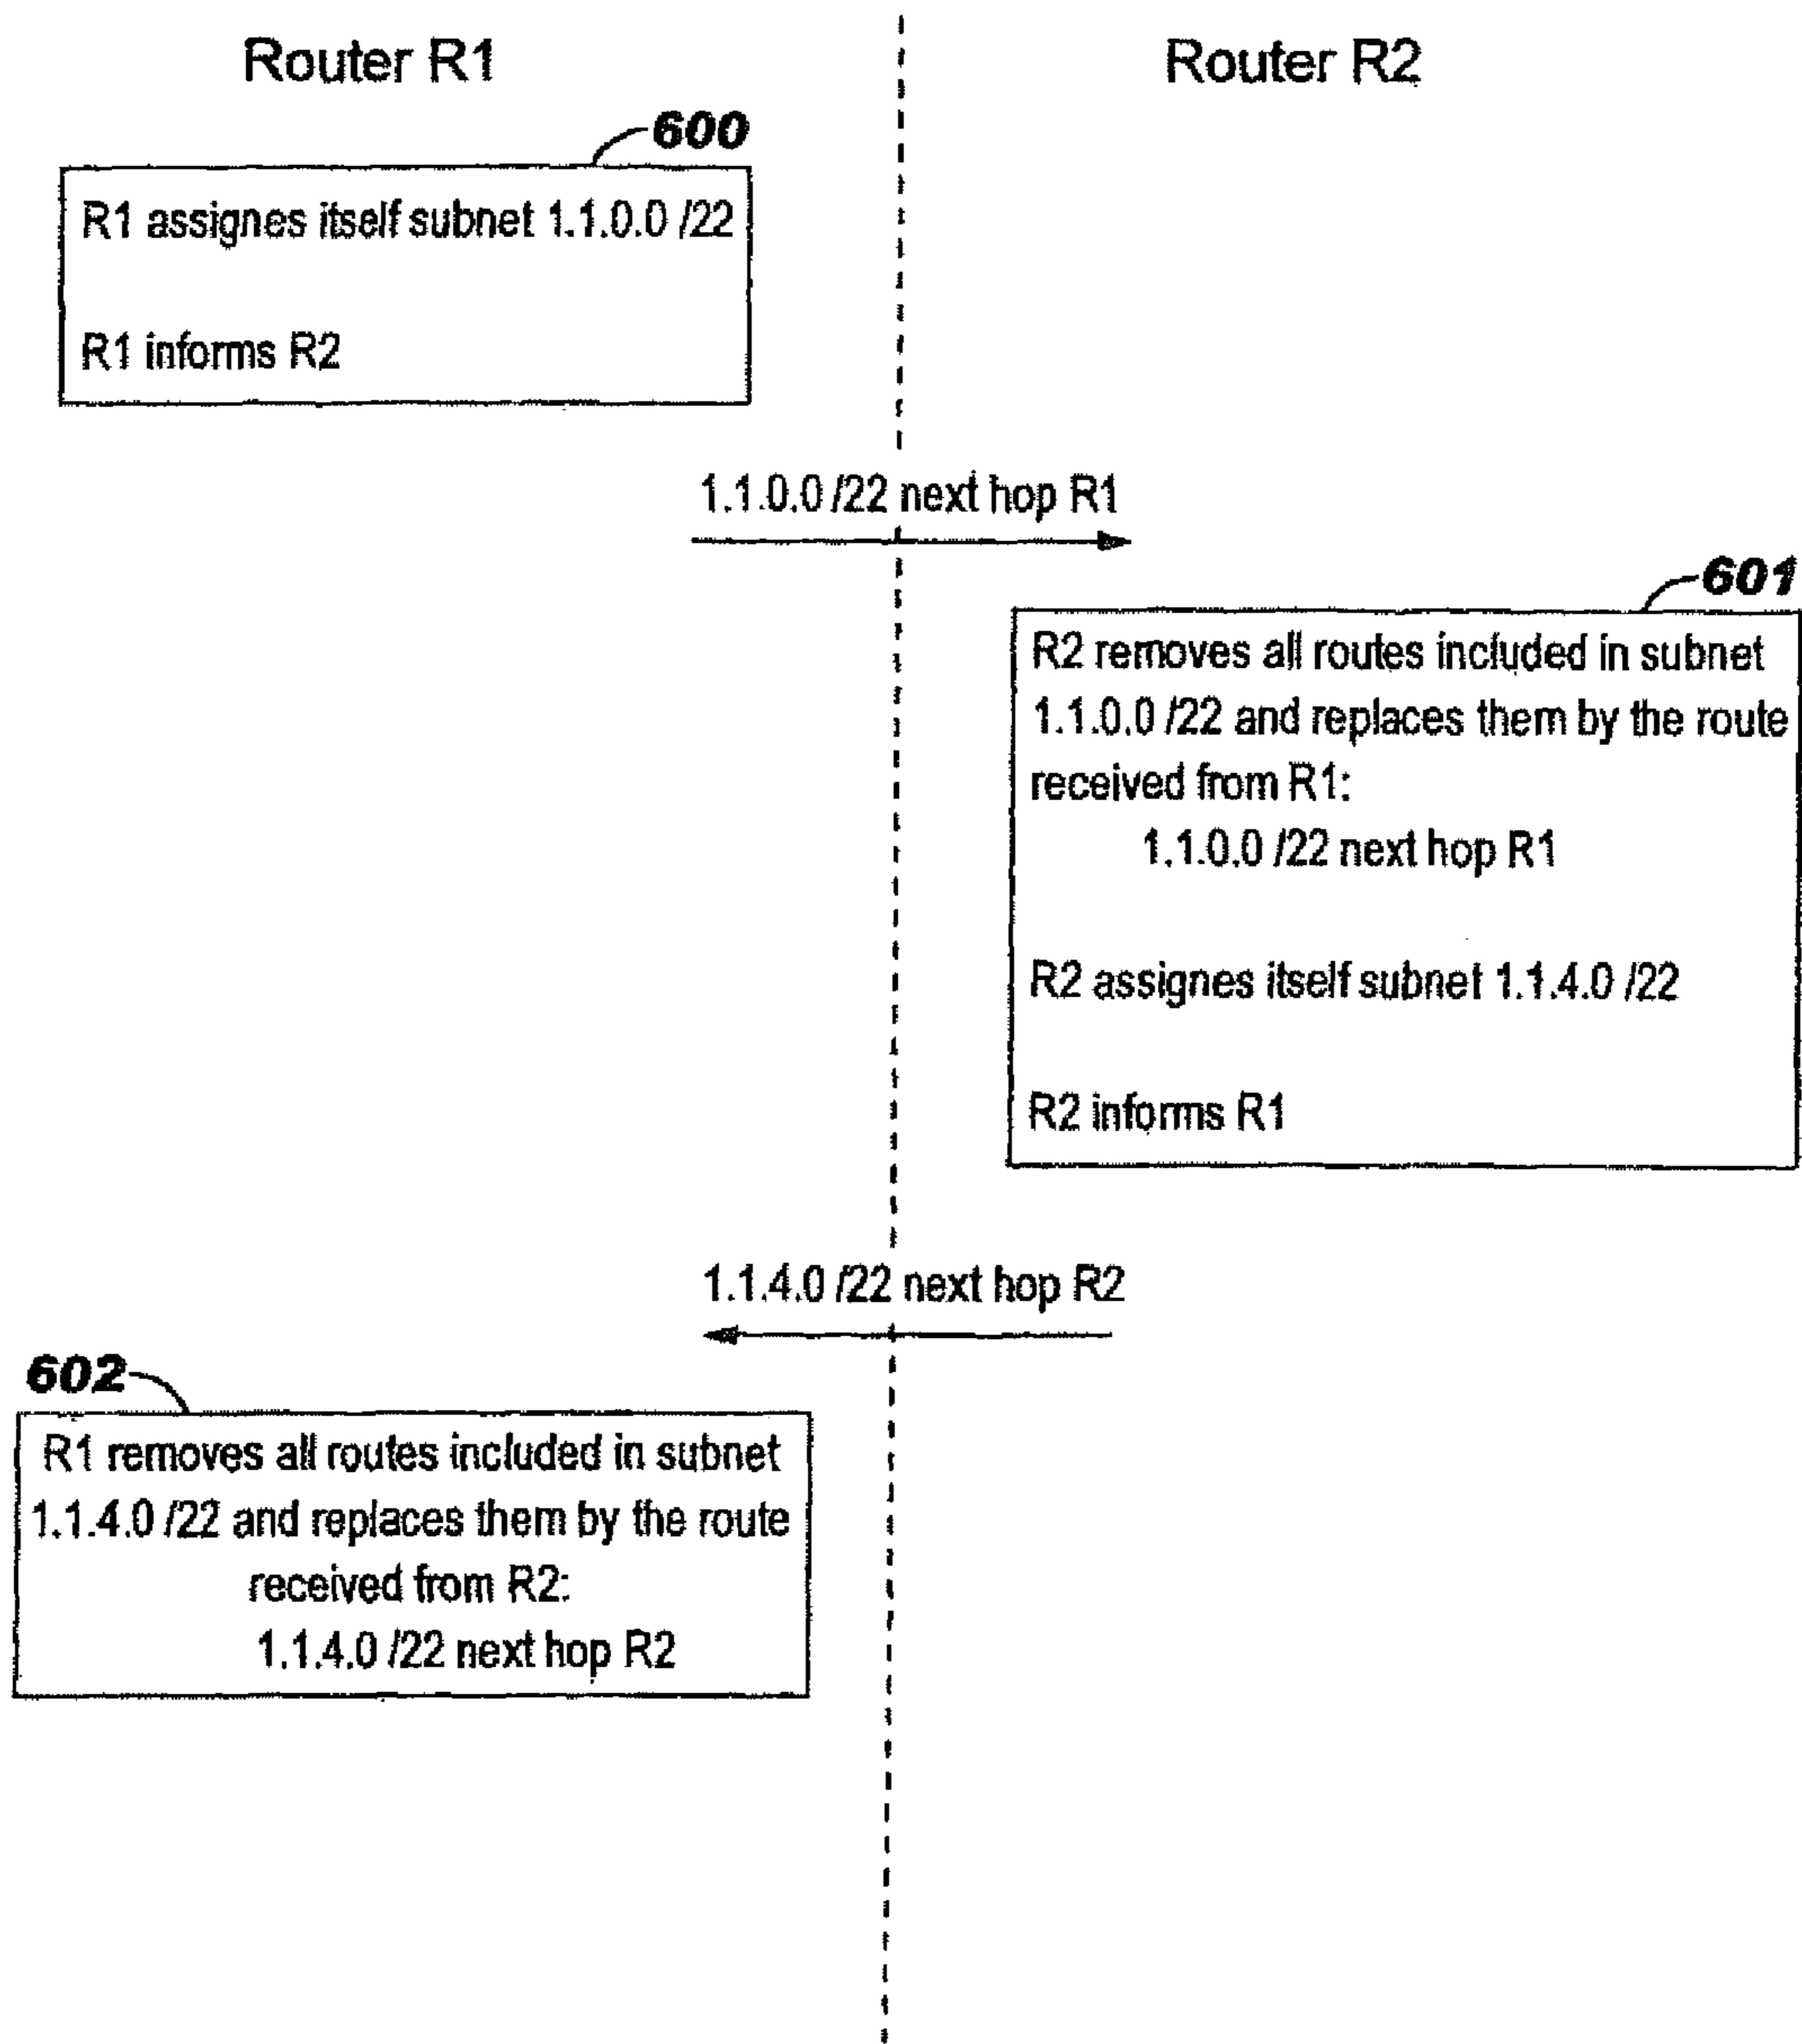 Router R1
Router R2
600
R1 assignes itself subnet 1.1.0.0 /22
R1 informs R2
1.1.0.0 /22 next hop R1
601
R2 removes all routes included in subnet
1.1.0.0 /22 and replaces them by the route
received from R1:
1.1.0.0 /22 next hop R1
R2 assignes itself subnet 1.1.4.0 /22
R2 informs R1
1.1.4.0 /22 next hop R2
602
R1 removes all routes included in subnet
1.1.4.0 /22 and replaces them by the route
received from R2:
1.1.4.0 /22 next hop R2